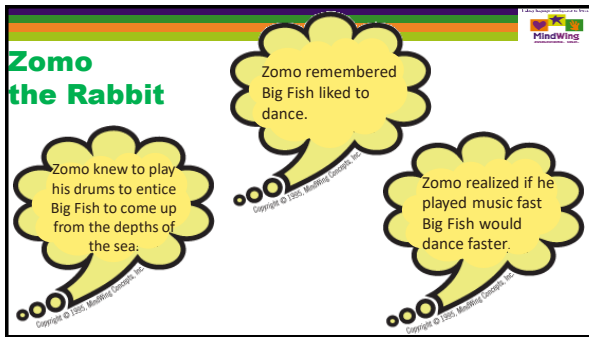 MindWing
Zomo
the Rabbit
Zomo remembered
Big Fish liked to
dance.
Copyright © 1995, MindWing Concepts, Inc.
Zomo knew to play
his drums to entice
Big Fish to come up
from the depths of
the sea.
Copyright © 1995, MindWing Concepts, Inc.
Zomo realized if he
played music fast
Big Fish would
dance faster.
Copyright © 1995, MindWing Concepts, Inc.